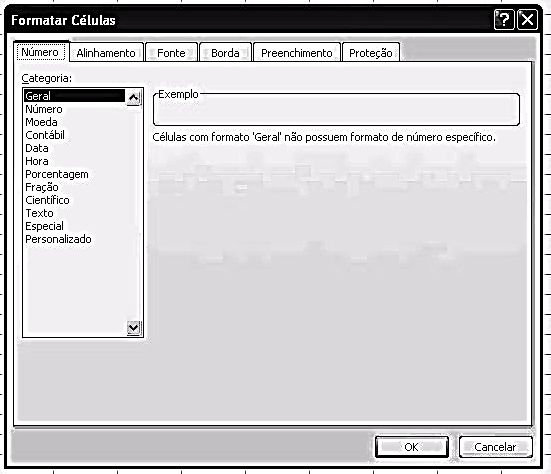 Formatar Células
Número Alinhamento Fonte Borda Preenchimento Proteção
Categoria:
Geral
Número
Moeda
Contábil
Data
Hora
Porcentagem
Fração
Científico
Texto
Especial
Personalizado
Exemplo
Células com formato 'Geral' não possuem formato de número específico.
OK Cancelar